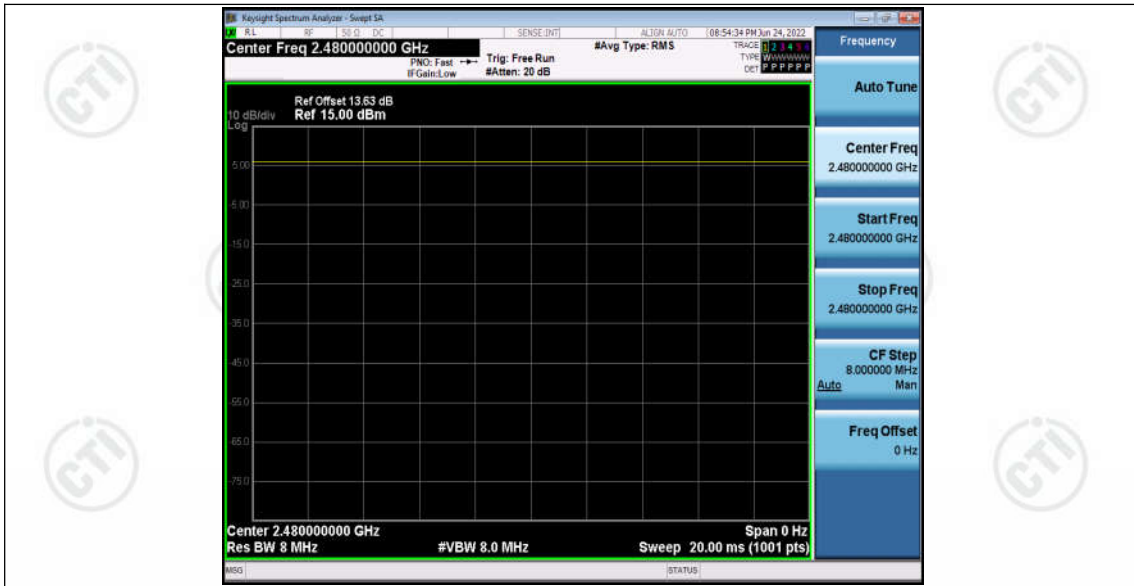 Keysight Spectrum Analyzer - Swept SA
RL RF 50 Ω DC SENSE:INT ALIGN AUTO 08:54:34 PM Jun 24, 2022
Center Freq 2.480000000 GHz #Avg Type: RMS TRACE 1 2 3 4 5 6
PNO: Fast Trig: Free Run TYPE WWWWWW
IFGain:Low #Atten: 20 dB DET P P P P P P
Frequency
Auto Tune
Ref Offset 13.63 dB
10 dB/div Ref 15.00 dBm
Log
5.00
-5.00
-15.0
-25.0
-35.0
-45.0
-55.0
-65.0
-75.0
Center 2.480000000 GHz Span 0 Hz
Res BW 8 MHz #VBW 8.0 MHz Sweep 20.00 ms (1001 pts)
MSG STATUS
Center Freq
2.480000000 GHz
Start Freq
2.480000000 GHz
Stop Freq
2.480000000 GHz
CF Step
8.000000 MHz
Auto Man
Freq Offset
0 Hz
CTI
CTI
CTI
CTI